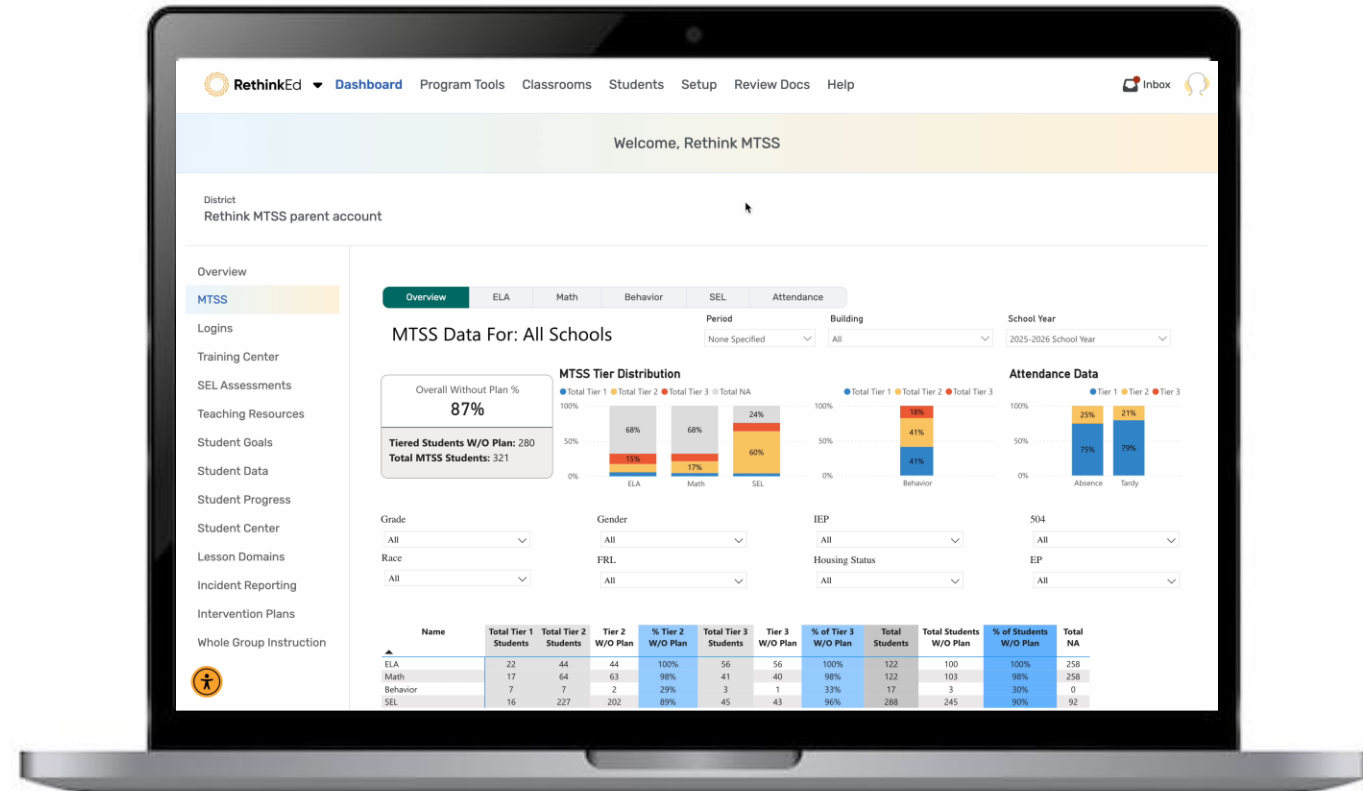 RethinkEd Dashboard Program Tools Classrooms Students Setup Review Docs Help Inbox
Welcome, Rethink MTSS
District
Rethink MTSS parent account
Overview
MTSS
Logins
Training Center
SEL Assessments
Teaching Resources
Student Goals
Student Data
Student Progress
Student Center
Lesson Domains
Incident Reporting
Intervention Plans
Whole Group Instruction
Overview ELA Math Behavior SEL Attendance
MTSS Data For: All Schools
Period
None Specified
Building
All
School Year
2025-2026 School Year
Overall Without Plan %
87%
Tiered Students W/O Plan: 280
Total MTSS Students: 321
MTSS Tier Distribution
Total Tier 1 Total Tier 2 Total Tier 3 Total NA
100%
50%
0%
68%
15%
68%
17%
24%
60%
ELA Math SEL
Total Tier 1 Total Tier 2 Total Tier 3
100%
50%
0%
18%
41%
41%
Behavior
Attendance Data
Tier 1 Tier 2 Tier 3
100%
50%
0%
25% 21%
75% 79%
Absence Tardy
Grade Gender IEP 504
All All All All
Race FRL Housing Status EP
All All All All
Name Total Tier 1 Students Total Tier 2 Students Tier 2 W/O Plan % Tier 2 W/O Plan Total Tier 3 Students Tier 3 W/O Plan % of Tier 3 W/O Plan Total Students Total Students W/O Plan % of Students W/O Plan Total NA
ELA 22 44 44 100% 56 56 100% 122 100 100% 258
Math 17 64 63 98% 41 40 98% 122 103 98% 258
Behavior 7 7 2 29% 3 1 33% 17 3 30% 0
SEL 16 227 202 89% 45 43 96% 288 245 90% 92